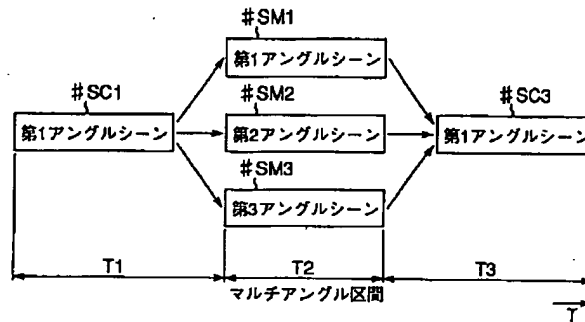 #SM1
第1アングルシーン
#SC1
第1アングルシーン
#SM2
第2アングルシーン
#SC3
第1アングルシーン
#SM3
第3アングルシーン
T1
T2
T3
マルチアングル区間
T